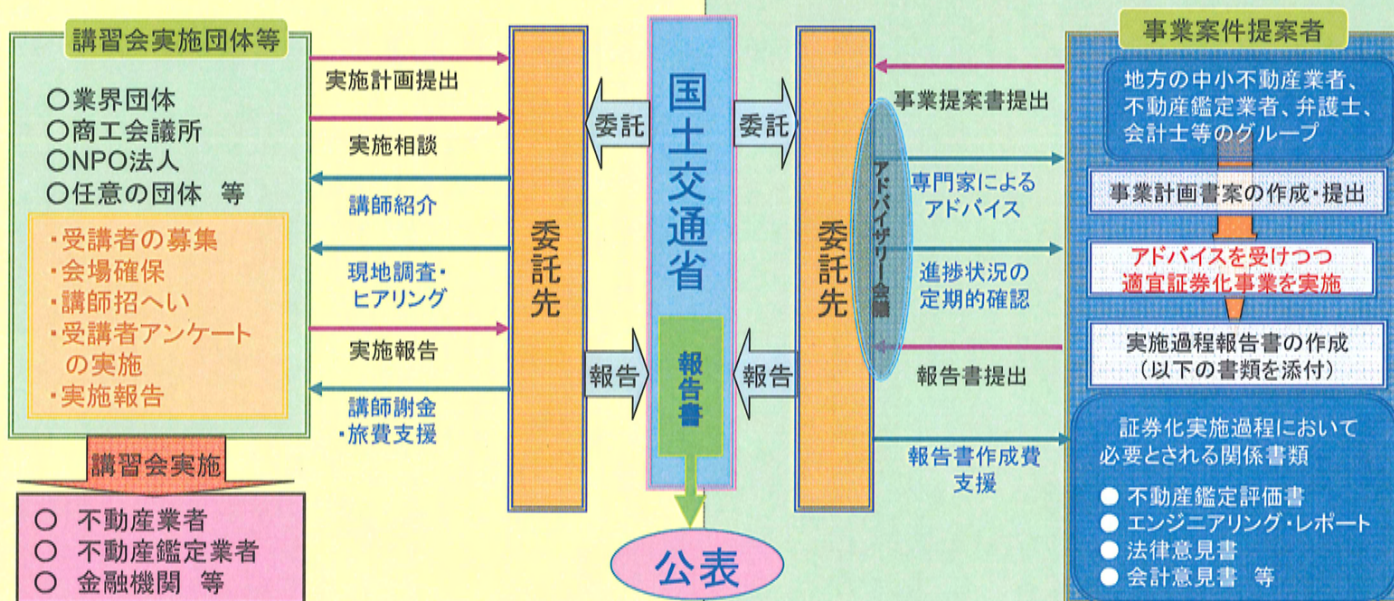 講習会実施団体等
〇業界団体
〇商工会議所
〇NPO法人
〇任意の団体 等
・受講者の募集
・会場確保
・講師招へい
・受講者アンケート
の実施
・実施報告
講習会実施
〇 不動産業者
〇 不動産鑑定業者
〇 金融機関 等
実施計画提出
実施相談
講師紹介
現地調査・
ヒアリング
実施報告
講師謝金
・旅費支援
委託先
委託
報告
国土交通省
報告書
公表
委託
報告
委託先
アドバイザリー会議
事業提案書提出
専門家による
アドバイス
進捗状況の
定期的確認
報告書提出
報告書作成費
支援
事業案件提案者
地方の中小不動産業者、
不動産鑑定業者、弁護士、
会計士等のグループ
事業計画書案の作成・提出
アドバイスを受けつつ
適宜証券化事業を実施
実施過程報告書の作成
(以下の書類を添付)
証券化実施過程において
必要とされる関係書類
● 不動産鑑定評価書
● エンジニアリング・レポート
● 法律意見書
● 会計意見書 等